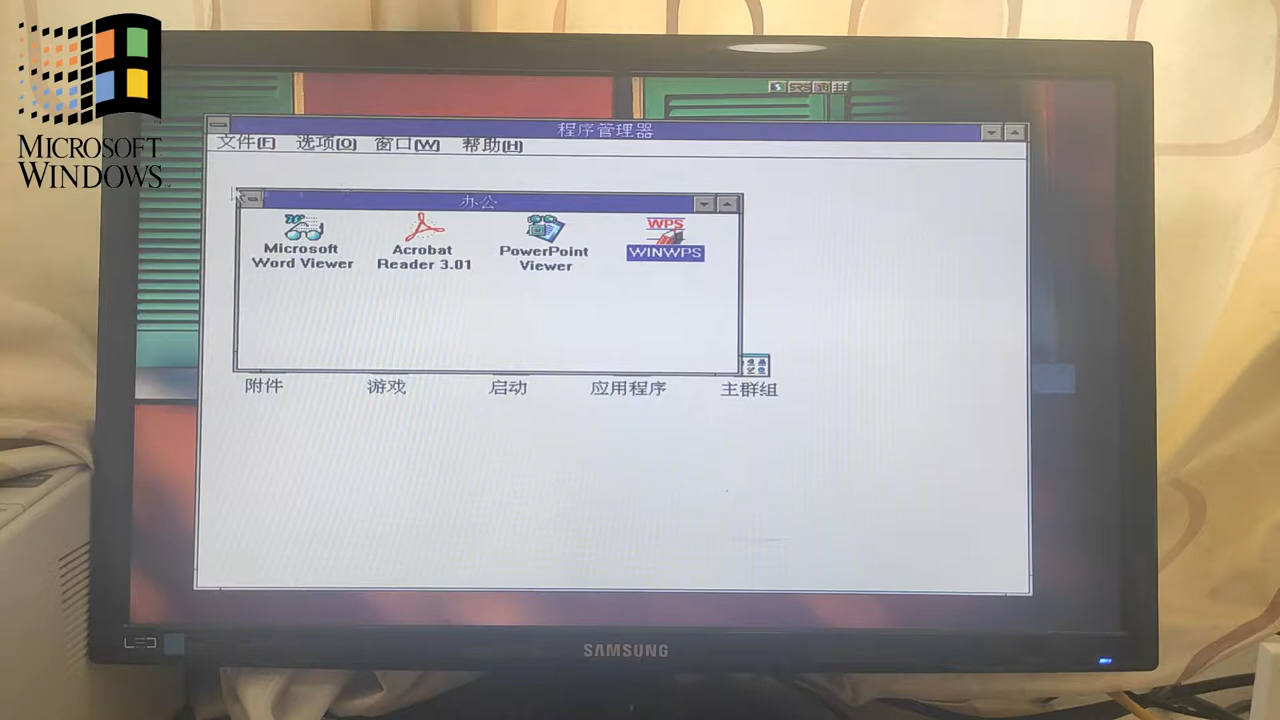 MICROSOFT
WINDOWS
程序管理器
文件(F) 选项(O) 窗口(W) 帮助(H)
办公
Microsoft
Word Viewer
Acrobat
Reader 3.01
PowerPoint
Viewer
WPS
WINWPS
附件 游戏 启动 应用程序 主群组
SAMSUNG